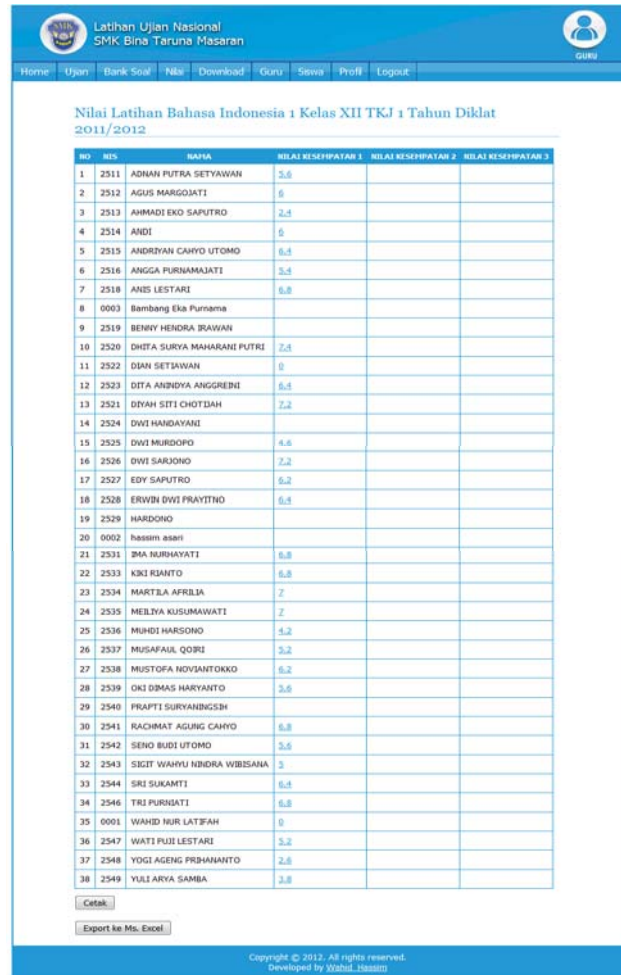 SMK
Latihan Ujian Nasional
SMK Bina Taruna Masaran
GURU
Home Ujian Bank Soal Nilai Download Guru Siswa Profil Logout
Nilai Latihan Bahasa Indonesia 1 Kelas XII TKJ 1 Tahun Diklat
2011/2012
NO NIS NAMA NILAI KESEMPATAN 1 NILAI KESEMPATAN 2 NILAI KESEMPATAN 3
1 2511 ADNAN PUTRA SETYAWAN 5.6
2 2512 AGUS MARGOJATI 6
3 2513 AHMADI EKO SAPUTRO 2.4
4 2514 ANDI 6
5 2515 ANDRIYAN CAHYO UTOMO 6.4
6 2516 ANGGA PURNAMAJATI 5.4
7 2518 ANIS LESTARI 6.8
8 0003 Bambang Eka Purnama
9 2519 BENNY HENDRA IRAWAN
10 2520 DHITA SURYA MAHARANI PUTRI 7.4
11 2522 DIAN SETIAWAN 0
12 2523 DITA ANINDYA ANGGREINI 6.4
13 2521 DIYAH SITI CHOTIJAH 7.2
14 2524 DWI HANDAYANI
15 2525 DWI MURDOPO 4.6
16 2526 DWI SARJONO 7.2
17 2527 EDY SAPUTRO 6.2
18 2528 ERWIN DWI PRAYITNO 6.4
19 2529 HARDONO
20 0002 hassim asari
21 2531 IMA NURHAYATI 6.8
22 2533 KIKI RIANTO 6.8
23 2534 MARTILA AFRILIA 7
24 2535 MEILIYA KUSUMAWATI 7
25 2536 MUHDI HARSONO 4.2
26 2537 MUSAFAUL QOIRI 5.2
27 2538 MUSTOFA NOVIANTOKKO 6.2
28 2539 OKI DIMAS HARYANTO 5.6
29 2540 PRAPTI SURYANINGSIH
30 2541 RACHMAT AGUNG CAHYO 6.8
31 2542 SENO BUDI UTOMO 5.6
32 2543 SIGIT WAHYU NINDRA WIBISANA 5
33 2544 SRI SUKAMTI 6.4
34 2546 TRI PURNIATI 6.8
35 0001 WAHID NUR LATIFAH 0
36 2547 WATI PUJI LESTARI 5.2
37 2548 YOGI AGENG PRIHANANTO 2.6
38 2549 YULI ARYA SAMBA 3.8
Cetak
Export ke Ms. Excel
Copyright © 2012. All rights reserved.
Developed by Wahid Hassim